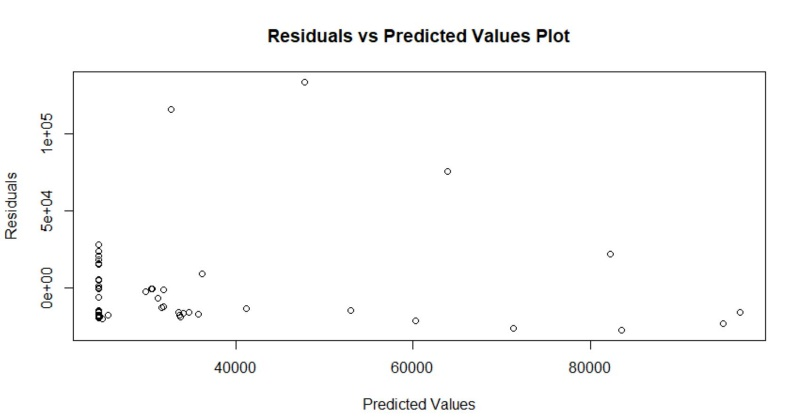 Residuals vs Predicted Values Plot
1e+05
5e+04
0e+00
Residuals
40000 60000 80000
Predicted Values